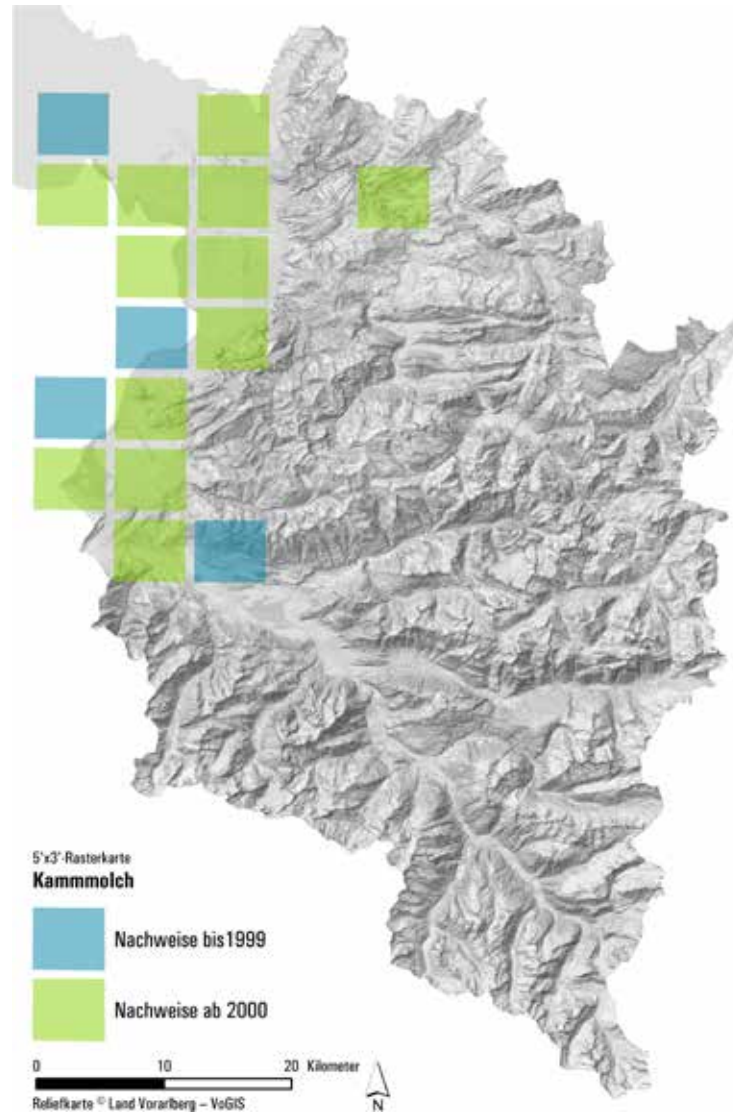 5'x3'-Rasterkarte
Kammmolch
Nachweise bis1999
Nachweise ab 2000
0 10 20 Kilometer
N
Reliefkarte © Land Vorarlberg – VoGIS